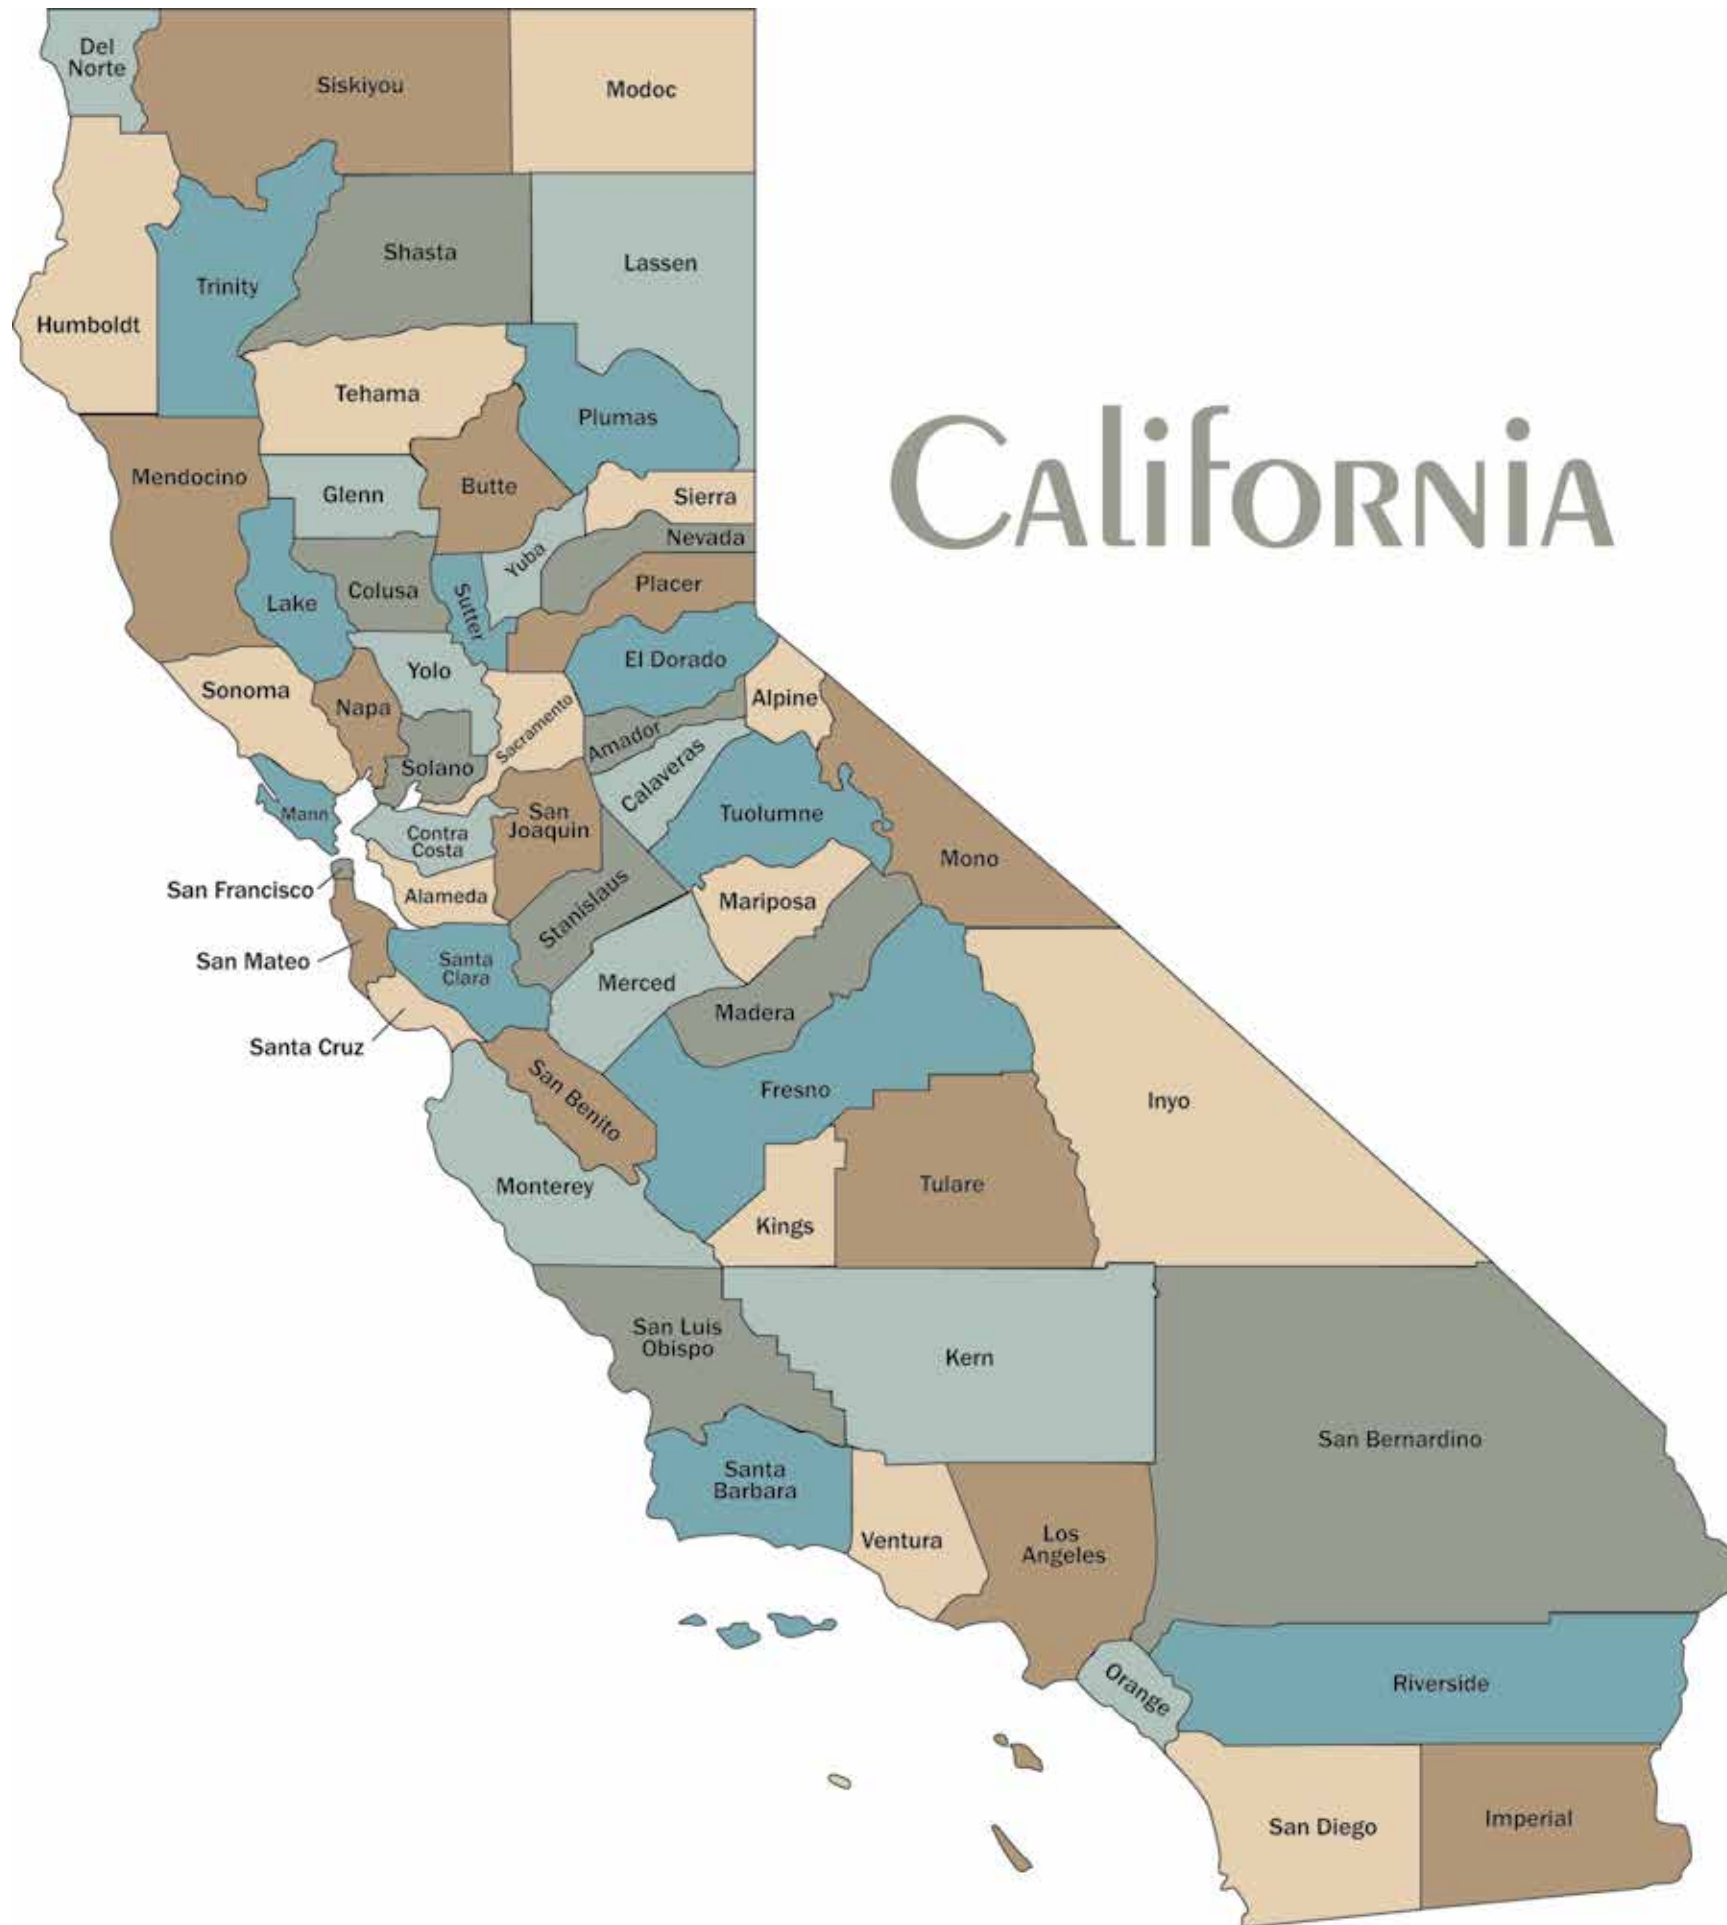 Del
Norte
Siskiyou
Modoc
Shasta
Lassen
Trinity
Humboldt
Tehama
Plumas
CALIFORNIA
Mendocino
Glenn
Butte
Sierra
Nevada
Yuba
Placer
Colusa
Lake
Sutter
El Dorado
Yolo
Sonoma
Napa
Alpine
Sacramento
Amador
Solano
Calaveras
Mann
San
Joaquin
Tuolumne
Contra
Costa
Mono
San Francisco
Alameda
Stanislaus
Mariposa
San Mateo
Santa
Clara
Merced
Madera
Santa Cruz
San Benito
Fresno
Inyo
Monterey
Tulare
Kings
San Luis
Obispo
Kern
San Bernardino
Santa
Barbara
Ventura
Los
Angeles
Orange
Riverside
San Diego
Imperial